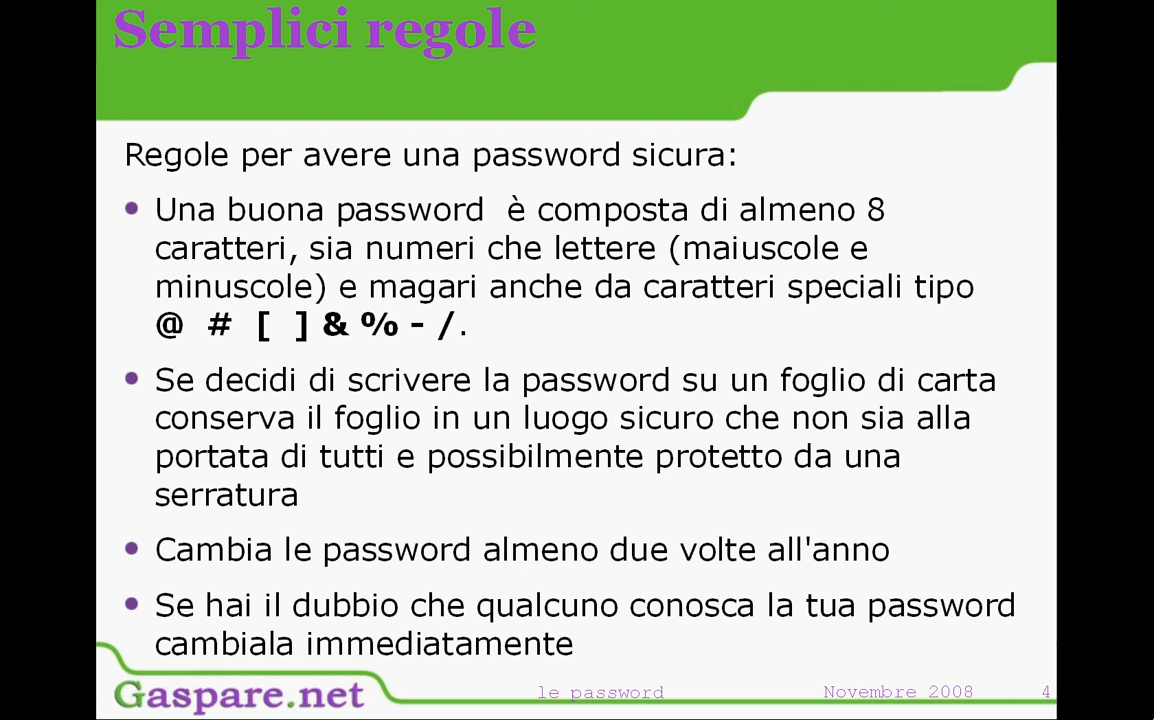 Semplici regole
Regole per avere una password sicura:
Una buona password è composta di almeno 8
caratteri, sia numeri che lettere (maiuscole e
minuscole) e magari anche da caratteri speciali tipo
@ # [ ] & % - /.
Se decidi di scrivere la password su un foglio di carta
conserva il foglio in un luogo sicuro che non sia alla
portata di tutti e possibilmente protetto da una
serratura
Cambia le password almeno due volte all'anno
Se hai il dubbio che qualcuno conosca la tua password
cambiala immediatamente
Gaspare.net le password Novembre 2008 4